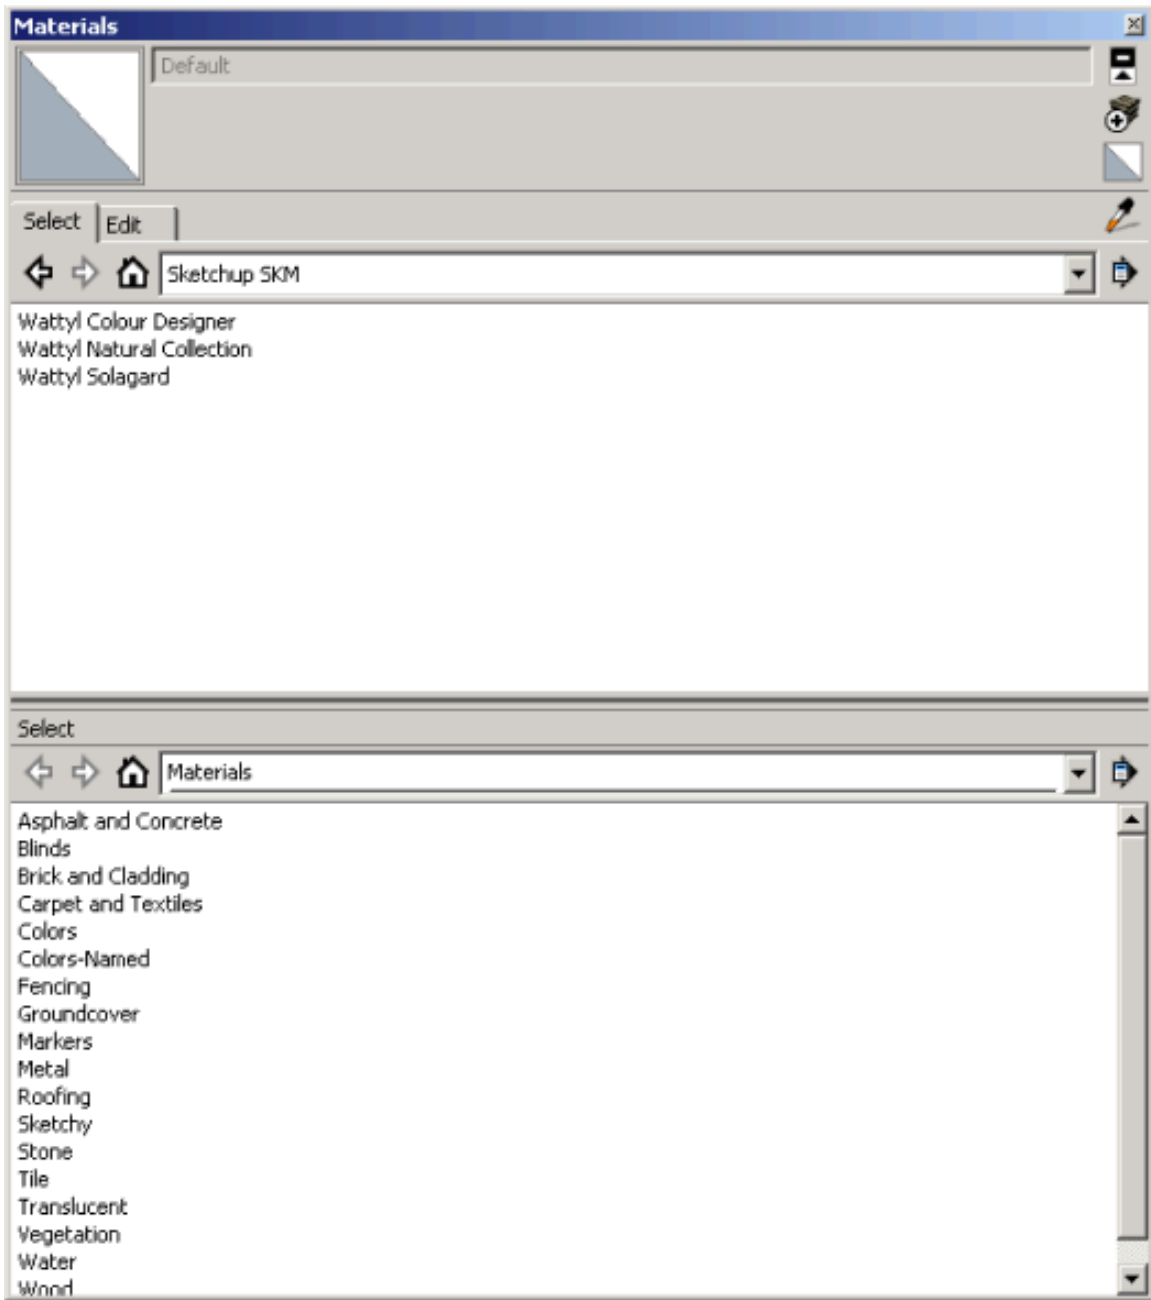 Materials
Default
Select Edit
Sketchup SKM
Wattyl Colour Designer
Wattyl Natural Collection
Wattyl Solagard
Select
Materials
Asphalt and Concrete
Blinds
Brick and Cladding
Carpet and Textiles
Colors
Colors-Named
Fencing
Groundcover
Markers
Metal
Roofing
Sketchy
Stone
Tile
Translucent
Vegetation
Water
Wood